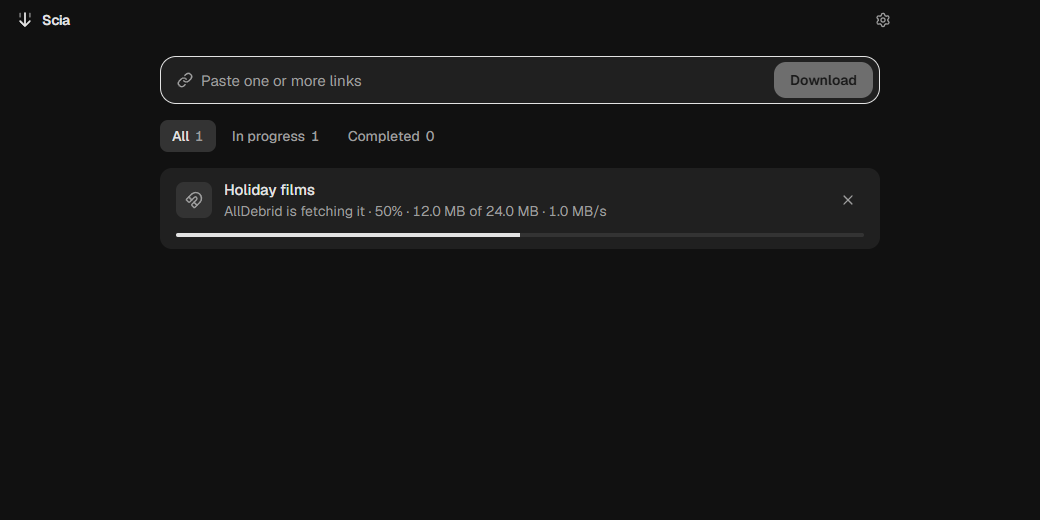 Scia
Paste one or more links
Download
All 1
In progress 1
Completed 0
Holiday films
AllDebrid is fetching it · 50% · 12.0 MB of 24.0 MB · 1.0 MB/s